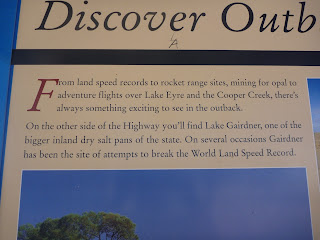 Discover Outb
A
From land speed records to rocket range sites, mining for opal to
adventure flights over Lake Eyre and the Cooper Creek, there's
always something exciting to see in the outback.
On the other side of the Highway you'll find Lake Gairdner, one of the
bigger inland dry salt pans of the state. On several occasions Gairdner
has been the site of attempts to break the World Land Speed Record.